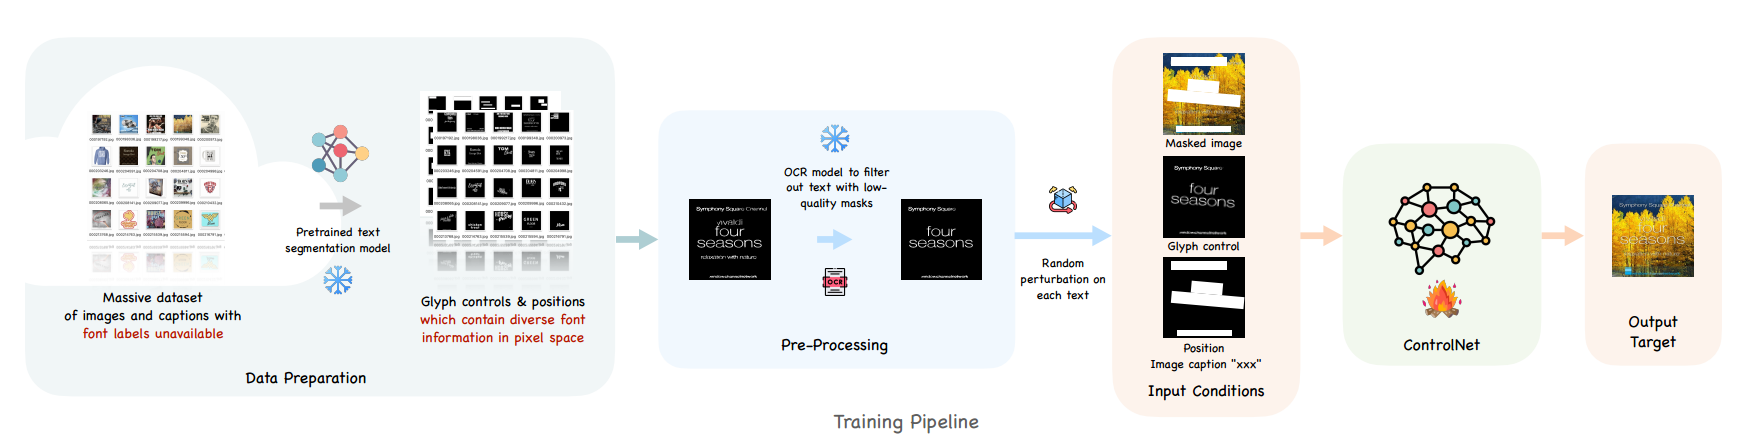 Massive dataset
of images and captions with
font labels unavailable
Pretrained text
segmentation model
Glyph controls & positions
which contain diverse font
information in pixel space
Data Preparation
OCR model to filter
out text with low-
quality masks
Symphony Square Channel
vivaldi
four
seasons
relaxation with nature
OCR
Symphony Square
four
seasons
Pre-Processing
Random
perturbation on
each text
Masked image
Symphony Square
four
seasons
Glyph control
Position
Image caption "xxx"
Input Conditions
ControlNet
Symphony Square
four
seasons
Output
Target
Training Pipeline